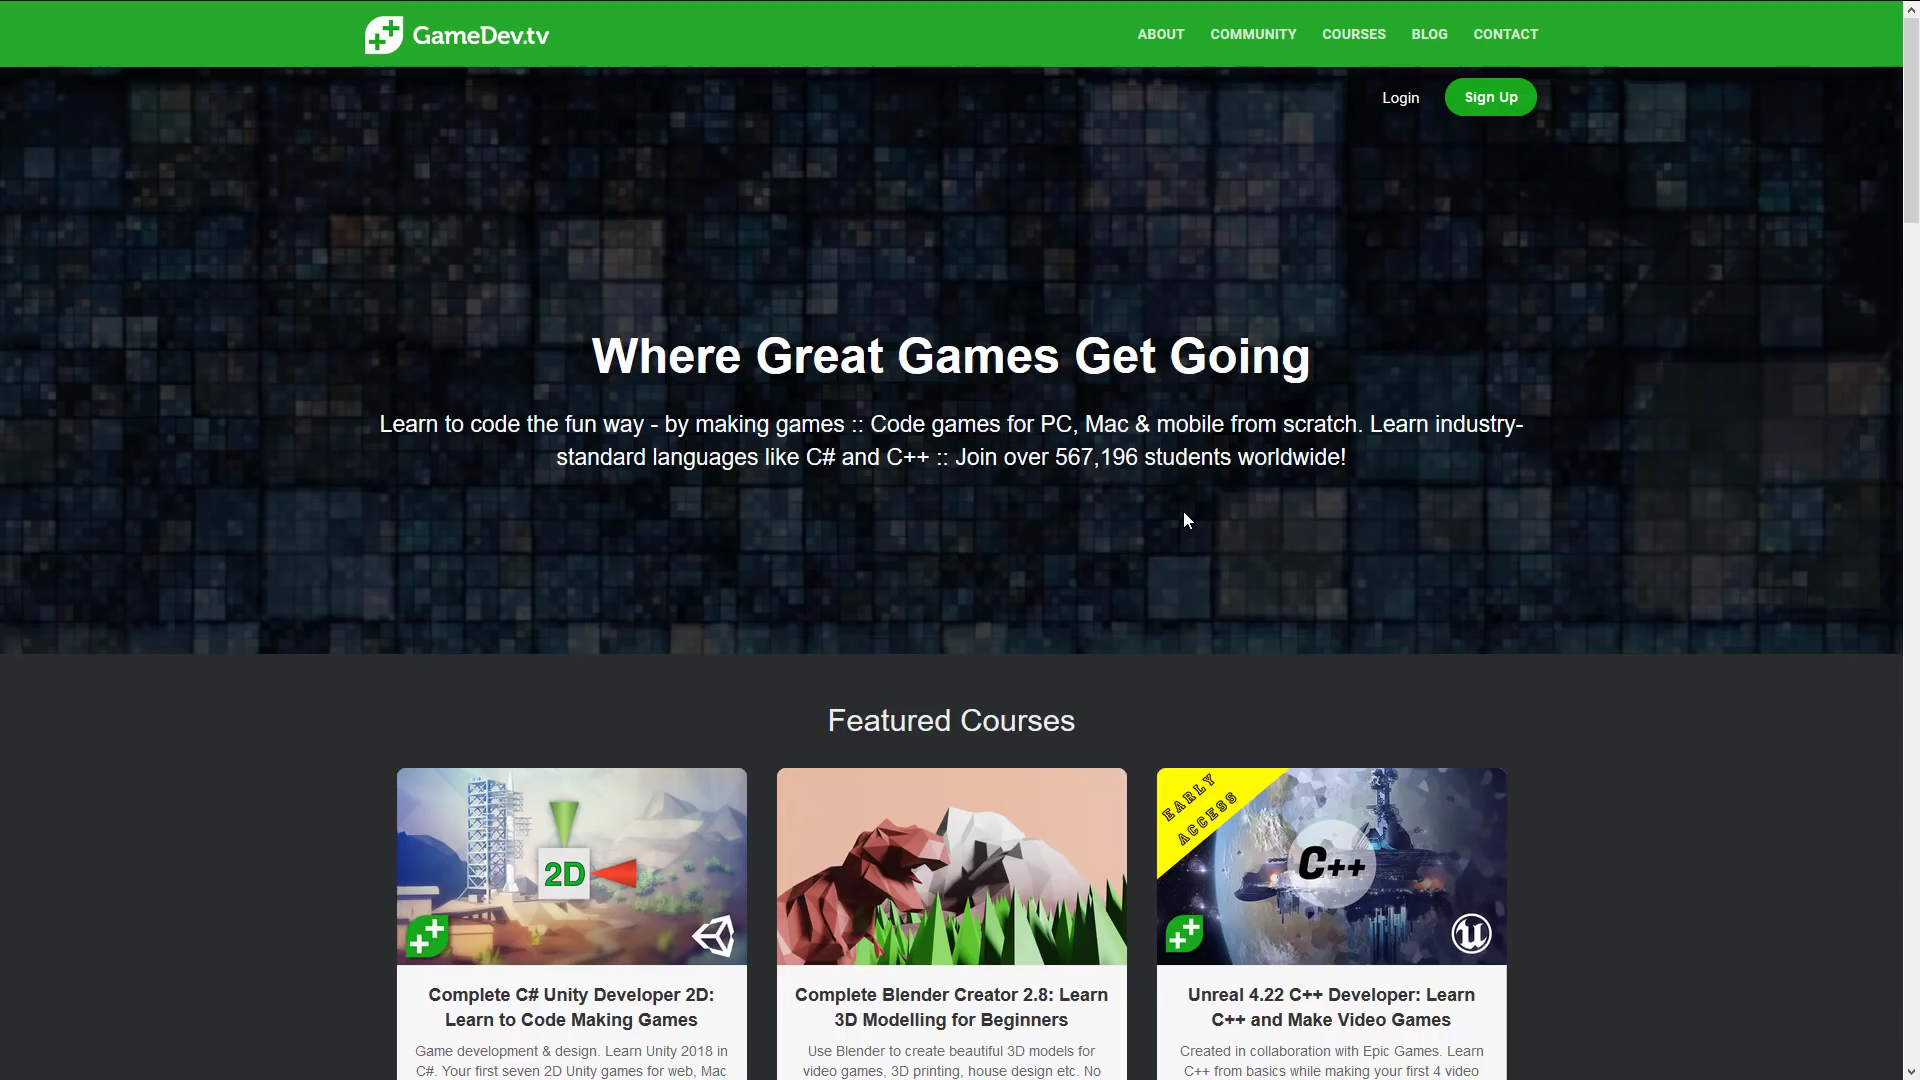 GameDev.tv
ABOUT COMMUNITY COURSES BLOG CONTACT
Login Sign Up
Where Great Games Get Going
Learn to code the fun way - by making games :: Code games for PC, Mac & mobile from scratch. Learn industry-
standard languages like C# and C++ :: Join over 567,196 students worldwide!
Featured Courses
2D
Complete C# Unity Developer 2D:
Learn to Code Making Games
Game development & design. Learn Unity 2018 in
C#. Your first seven 2D Unity games for web, Mac
Complete Blender Creator 2.8: Learn
3D Modelling for Beginners
Use Blender to create beautiful 3D models for
video games, 3D printing, house design etc. No
EARLY
ACCESS
C++
Unreal 4.22 C++ Developer: Learn
C++ and Make Video Games
Created in collaboration with Epic Games. Learn
C++ from basics while making your first 4 video